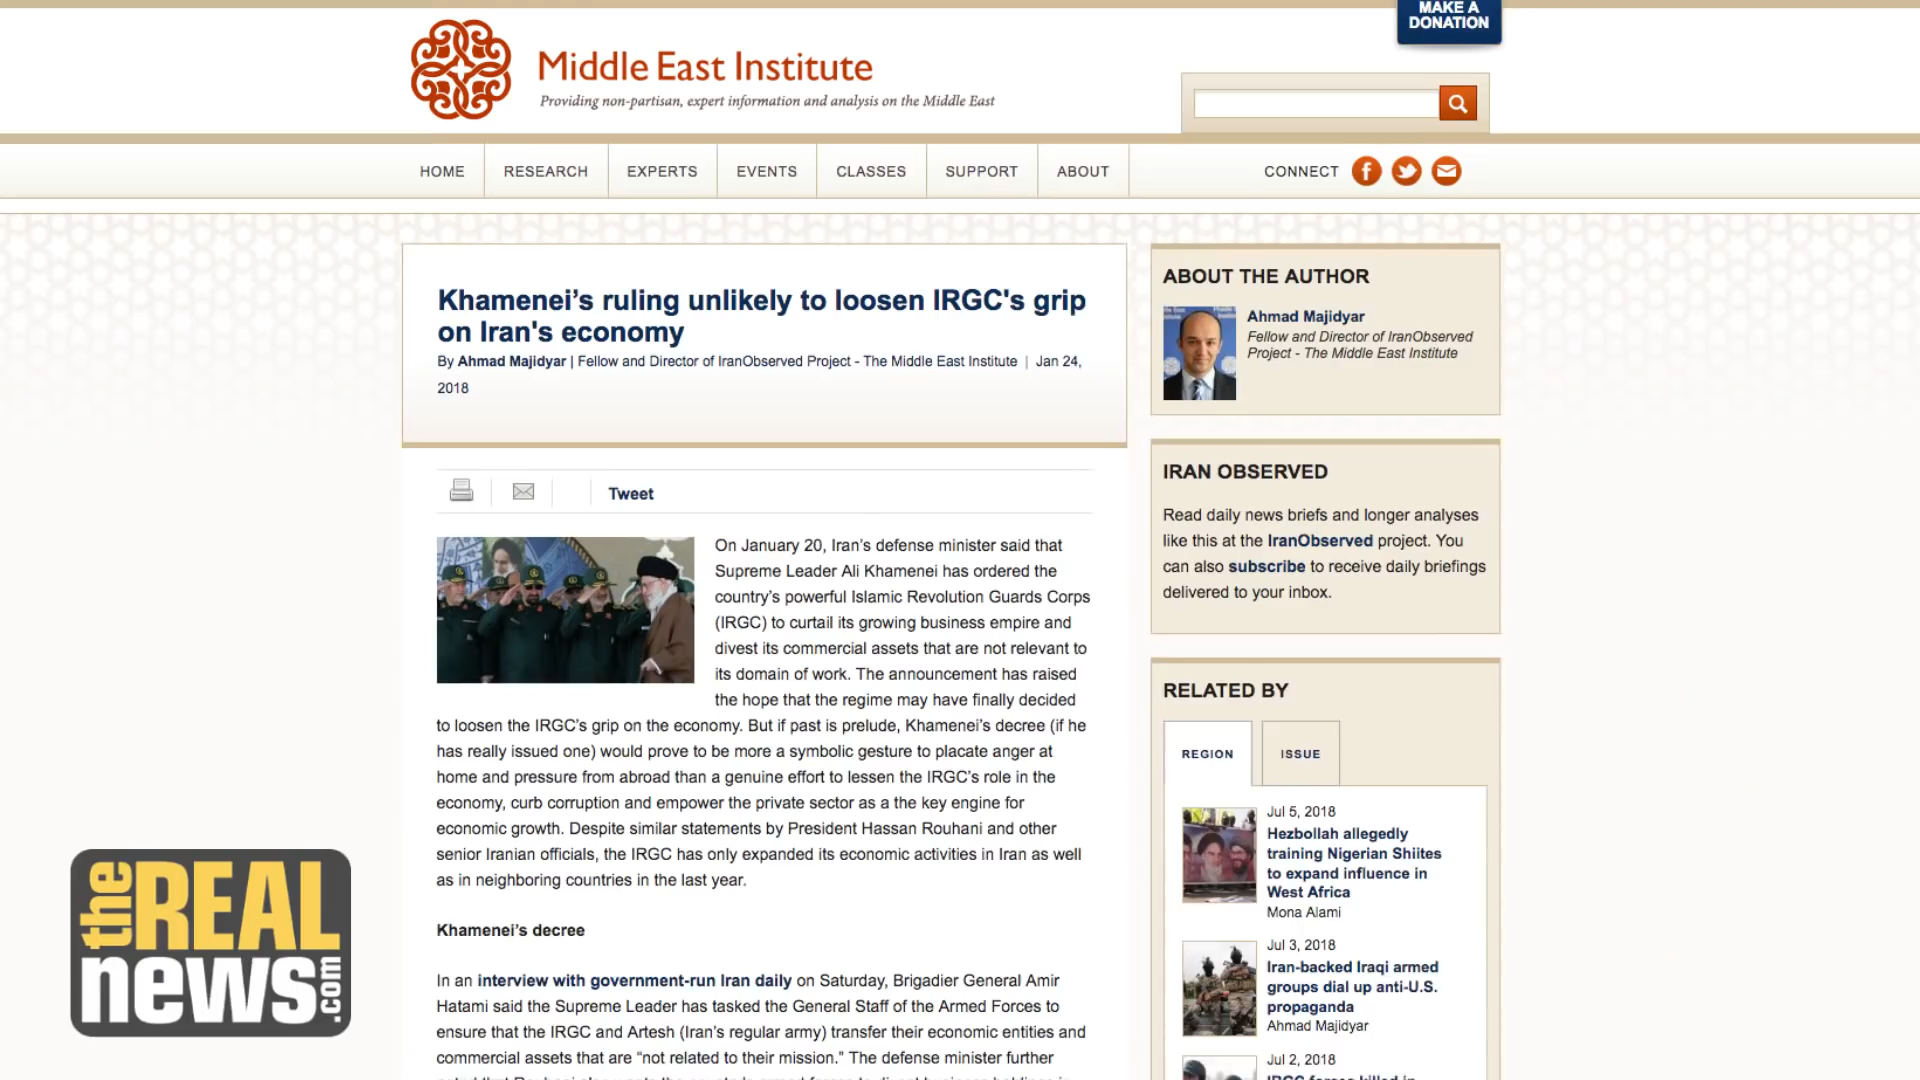 MAKE A
DONATION
Middle East Institute
Providing non-partisan, expert information and analysis on the Middle East
HOME
RESEARCH
EXPERTS
EVENTS
CLASSES
SUPPORT
ABOUT
CONNECT
Khamenei’s ruling unlikely to loosen IRGC's grip
on Iran's economy
By Ahmad Majidyar | Fellow and Director of IranObserved Project - The Middle East Institute | Jan 24,
2018
Tweet
On January 20, Iran’s defense minister said that
Supreme Leader Ali Khamenei has ordered the
country’s powerful Islamic Revolution Guards Corps
(IRGC) to curtail its growing business empire and
divest its commercial assets that are not relevant to
its domain of work. The announcement has raised
the hope that the regime may have finally decided
to loosen the IRGC’s grip on the economy. But if past is prelude, Khamenei’s decree (if he
has really issued one) would prove to be more a symbolic gesture to placate anger at
home and pressure from abroad than a genuine effort to lessen the IRGC’s role in the
economy, curb corruption and empower the private sector as a the key engine for
economic growth. Despite similar statements by President Hassan Rouhani and other
senior Iranian officials, the IRGC has only expanded its economic activities in Iran as well
as in neighboring countries in the last year.
Khamenei’s decree
In an interview with government-run Iran daily on Saturday, Brigadier General Amir
Hatami said the Supreme Leader has tasked the General Staff of the Armed Forces to
ensure that the IRGC and Artesh (Iran’s regular army) transfer their economic entities and
commercial assets that are “not related to their mission.” The defense minister further
ABOUT THE AUTHOR
Ahmad Majidyar
Fellow and Director of IranObserved
Project - The Middle East Institute
IRAN OBSERVED
Read daily news briefs and longer analyses
like this at the IranObserved project. You
can also subscribe to receive daily briefings
delivered to your inbox.
RELATED BY
REGION
ISSUE
Jul 5, 2018
Hezbollah allegedly
training Nigerian Shiites
to expand influence in
West Africa
Mona Alami
Jul 3, 2018
Iran-backed Iraqi armed
groups dial up anti-U.S.
propaganda
Ahmad Majidyar
Jul 2, 2018
IRGC forces killed in
the REAL
news.com